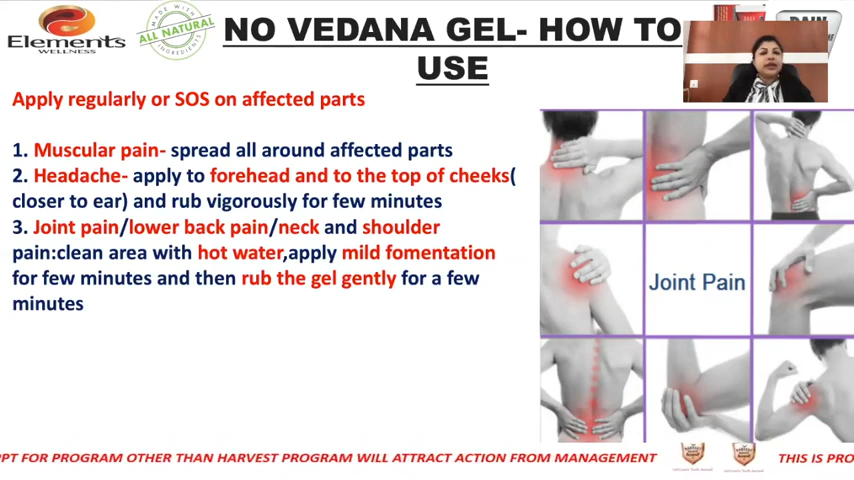 Elements
WELLNESS
MADE WITH
ALL NATURAL
INGREDIENTS
NO VEDANA GEL- HOW TO
USE
PAIN
Apply regularly or SOS on affected parts
1. Muscular pain- spread all around affected parts
2. Headache- apply to forehead and to the top of cheeks(
closer to ear) and rub vigorously for few minutes
3. Joint pain/lower back pain/neck and shoulder
pain:clean area with hot water,apply mild fomentation
for few minutes and then rub the gel gently for a few
minutes
Joint Pain
PPT FOR PROGRAM OTHER THAN HARVEST PROGRAM WILL ATTRACT ACTION FROM MANAGEMENT
THIS IS PRO